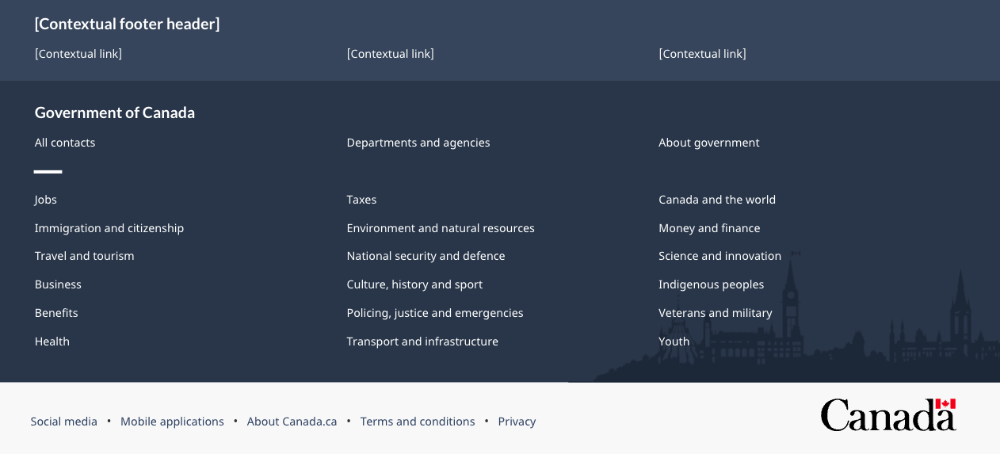 [Contextual footer header]
[Contextual link] [Contextual link] [Contextual link]
Government of Canada
All contacts Departments and agencies About government
Jobs Taxes Canada and the world
Immigration and citizenship Environment and natural resources Money and finance
Travel and tourism National security and defence Science and innovation
Business Culture, history and sport Indigenous peoples
Benefits Policing, justice and emergencies Veterans and military
Health Transport and infrastructure Youth
Social media • Mobile applications • About Canada.ca • Terms and conditions • Privacy Canada